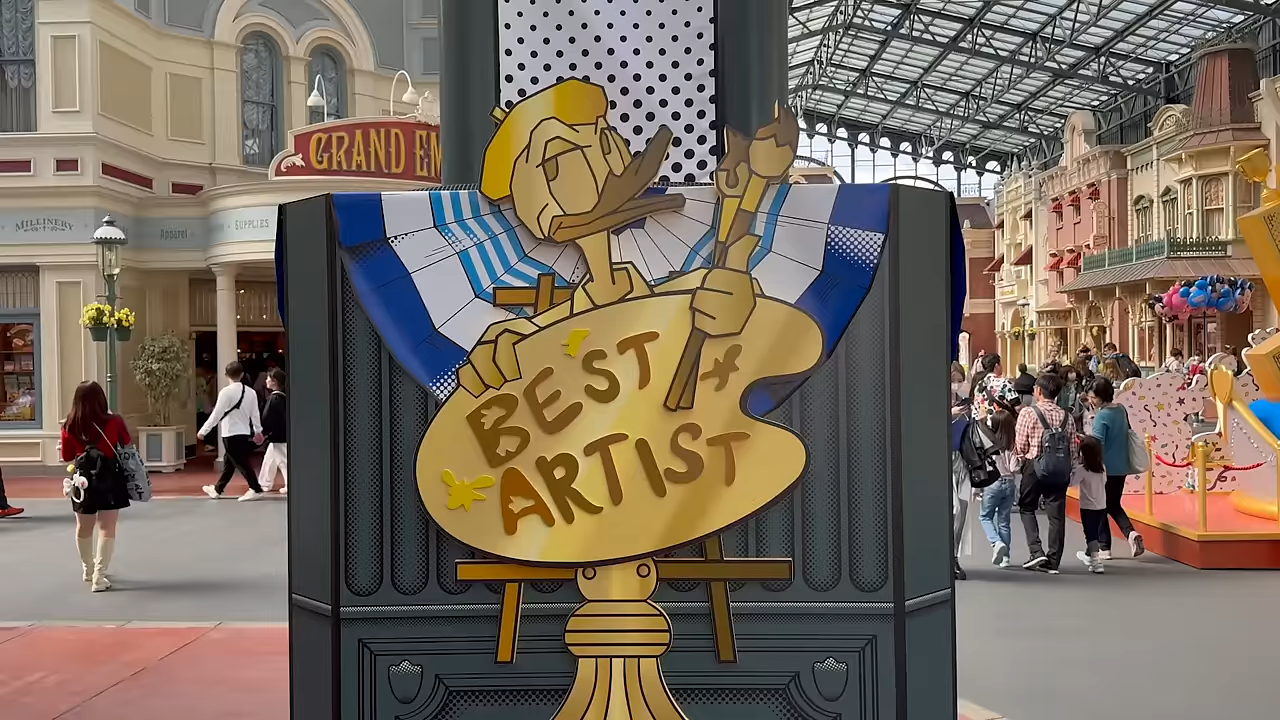 GRAND EM
MILLINERY
Apparel
SUPPLIES
BEST
ARTIST